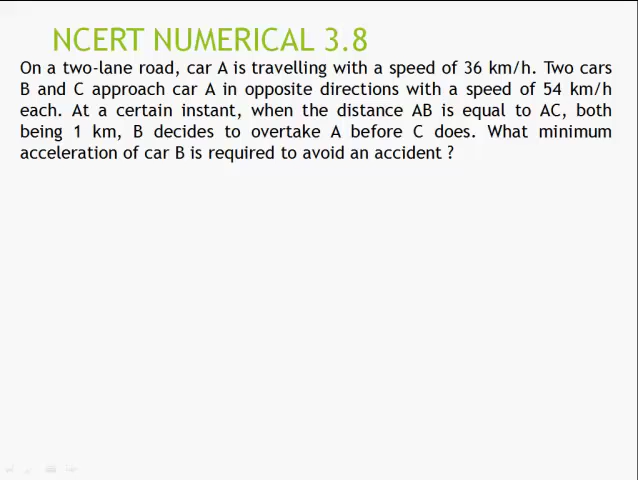 NCERT NUMERICAL 3.8
On a two-lane road, car A is travelling with a speed of 36 km/h. Two cars
B and C approach car A in opposite directions with a speed of 54 km/h
each. At a certain instant, when the distance AB is equal to AC, both
being 1 km, B decides to overtake A before C does. What minimum
acceleration of car B is required to avoid an accident ?